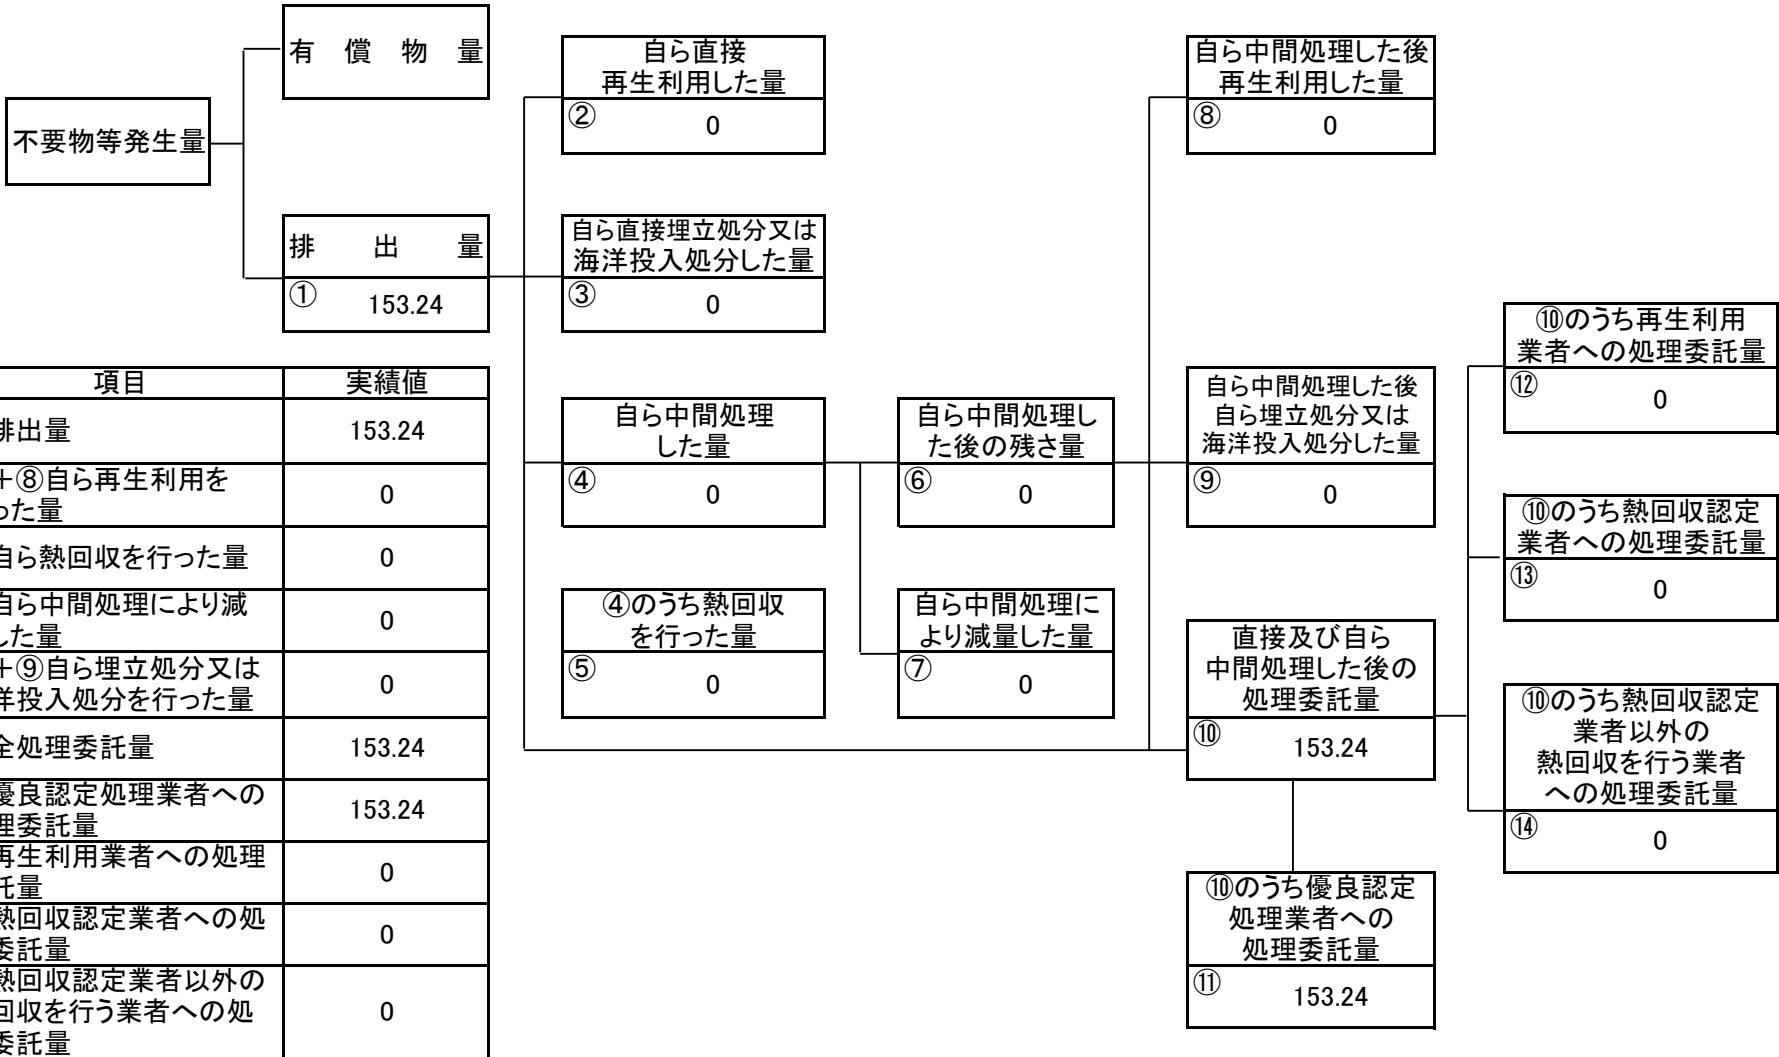 有償物量
不要物等発生量
排出量
① 153.24
自ら直接
再生利用した量
② 0
自ら直接埋立処分又は
海洋投入処分した量
③ 0
自ら中間処理
した量
④ 0
④のうち熱回収
を行った量
⑤ 0
自ら中間処理し
た後の残さ量
⑥ 0
自ら中間処理に
より減量した量
⑦ 0
自ら中間処理した後
再生利用した量
⑧ 0
自ら中間処理した後
自ら埋立処分又は
海洋投入処分した量
⑨ 0
直接及び自ら
中間処理した後の
処理委託量
⑩ 153.24
⑩のうち優良認定
処理業者への
処理委託量
⑪ 153.24
⑩のうち再生利用
業者への処理委託量
⑫ 0
⑩のうち熱回収認定
業者への処理委託量
⑬ 0
⑩のうち熱回収認定
業者以外の
熱回収を行う業者
への処理委託量
⑭ 0
項目 実績値
排出量 153.24
+⑧自ら再生利用を
った量 0
自ら熱回収を行った量 0
自ら中間処理により減
した量 0
+⑨自ら埋立処分又は
洋投入処分を行った量 0
全処理委託量 153.24
優良認定処理業者への
理委託量 153.24
再生利用業者への処理
託量 0
熱回収認定業者への処
委託量 0
熱回収認定業者以外の
回収を行う業者への処
委託量 0